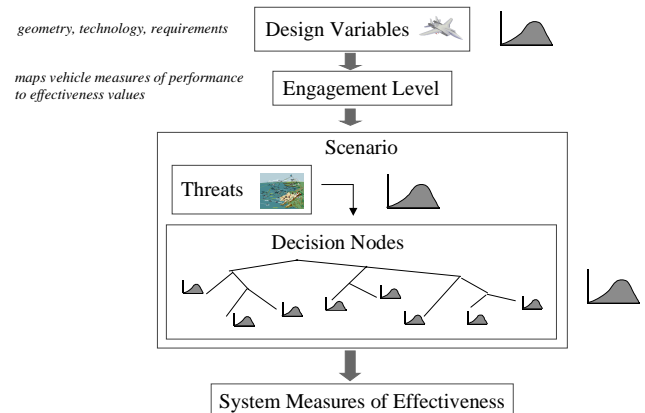 geometry, technology, requirements
Design Variables
maps vehicle measures of performance
to effectiveness values
Engagement Level
Scenario
Threats
Decision Nodes
System Measures of Effectiveness